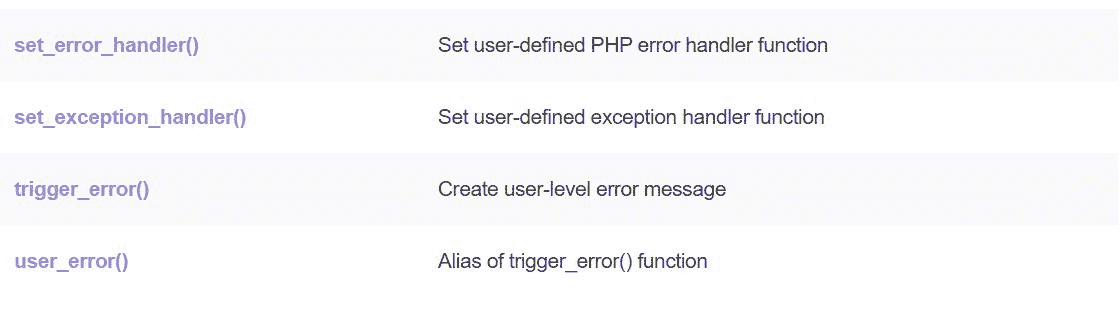 set_error_handler() Set user-defined PHP error handler function
set_exception_handler() Set user-defined exception handler function
trigger_error() Create user-level error message
user_error() Alias of trigger_error() function